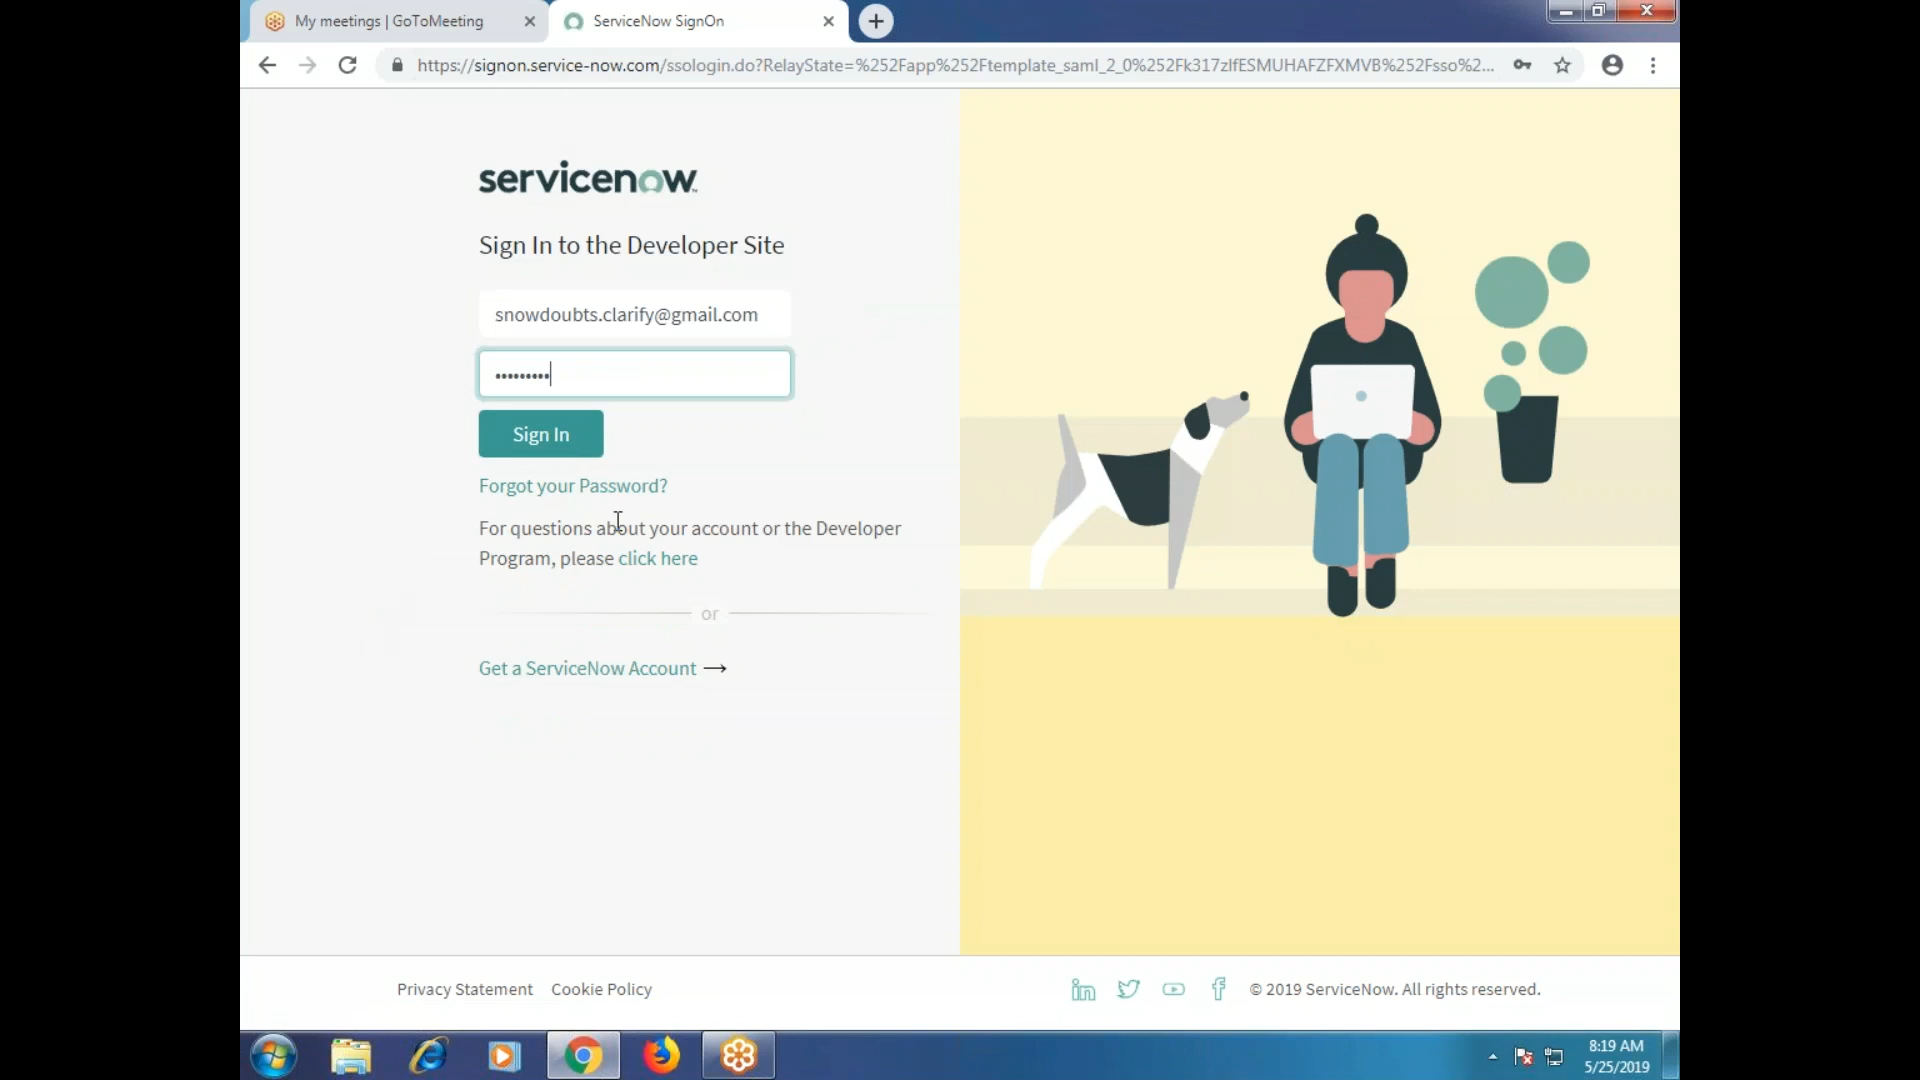 My meetings | GoToMeeting
ServiceNow SignOn
https://signon.service-now.com/ssologin.do?RelayState=%252Fapp%252Ftemplate_saml_2_0%252Fk317zlfESMUHAFZFXMVB%252Fsso%2...
servicenow
Sign In to the Developer Site
snowdoubts.clarify@gmail.com
•••••••••
Sign In
Forgot your Password?
For questions about your account or the Developer
Program, please click here
or
Get a ServiceNow Account →
Privacy Statement Cookie Policy
© 2019 ServiceNow. All rights reserved.
8:19 AM
5/25/2019